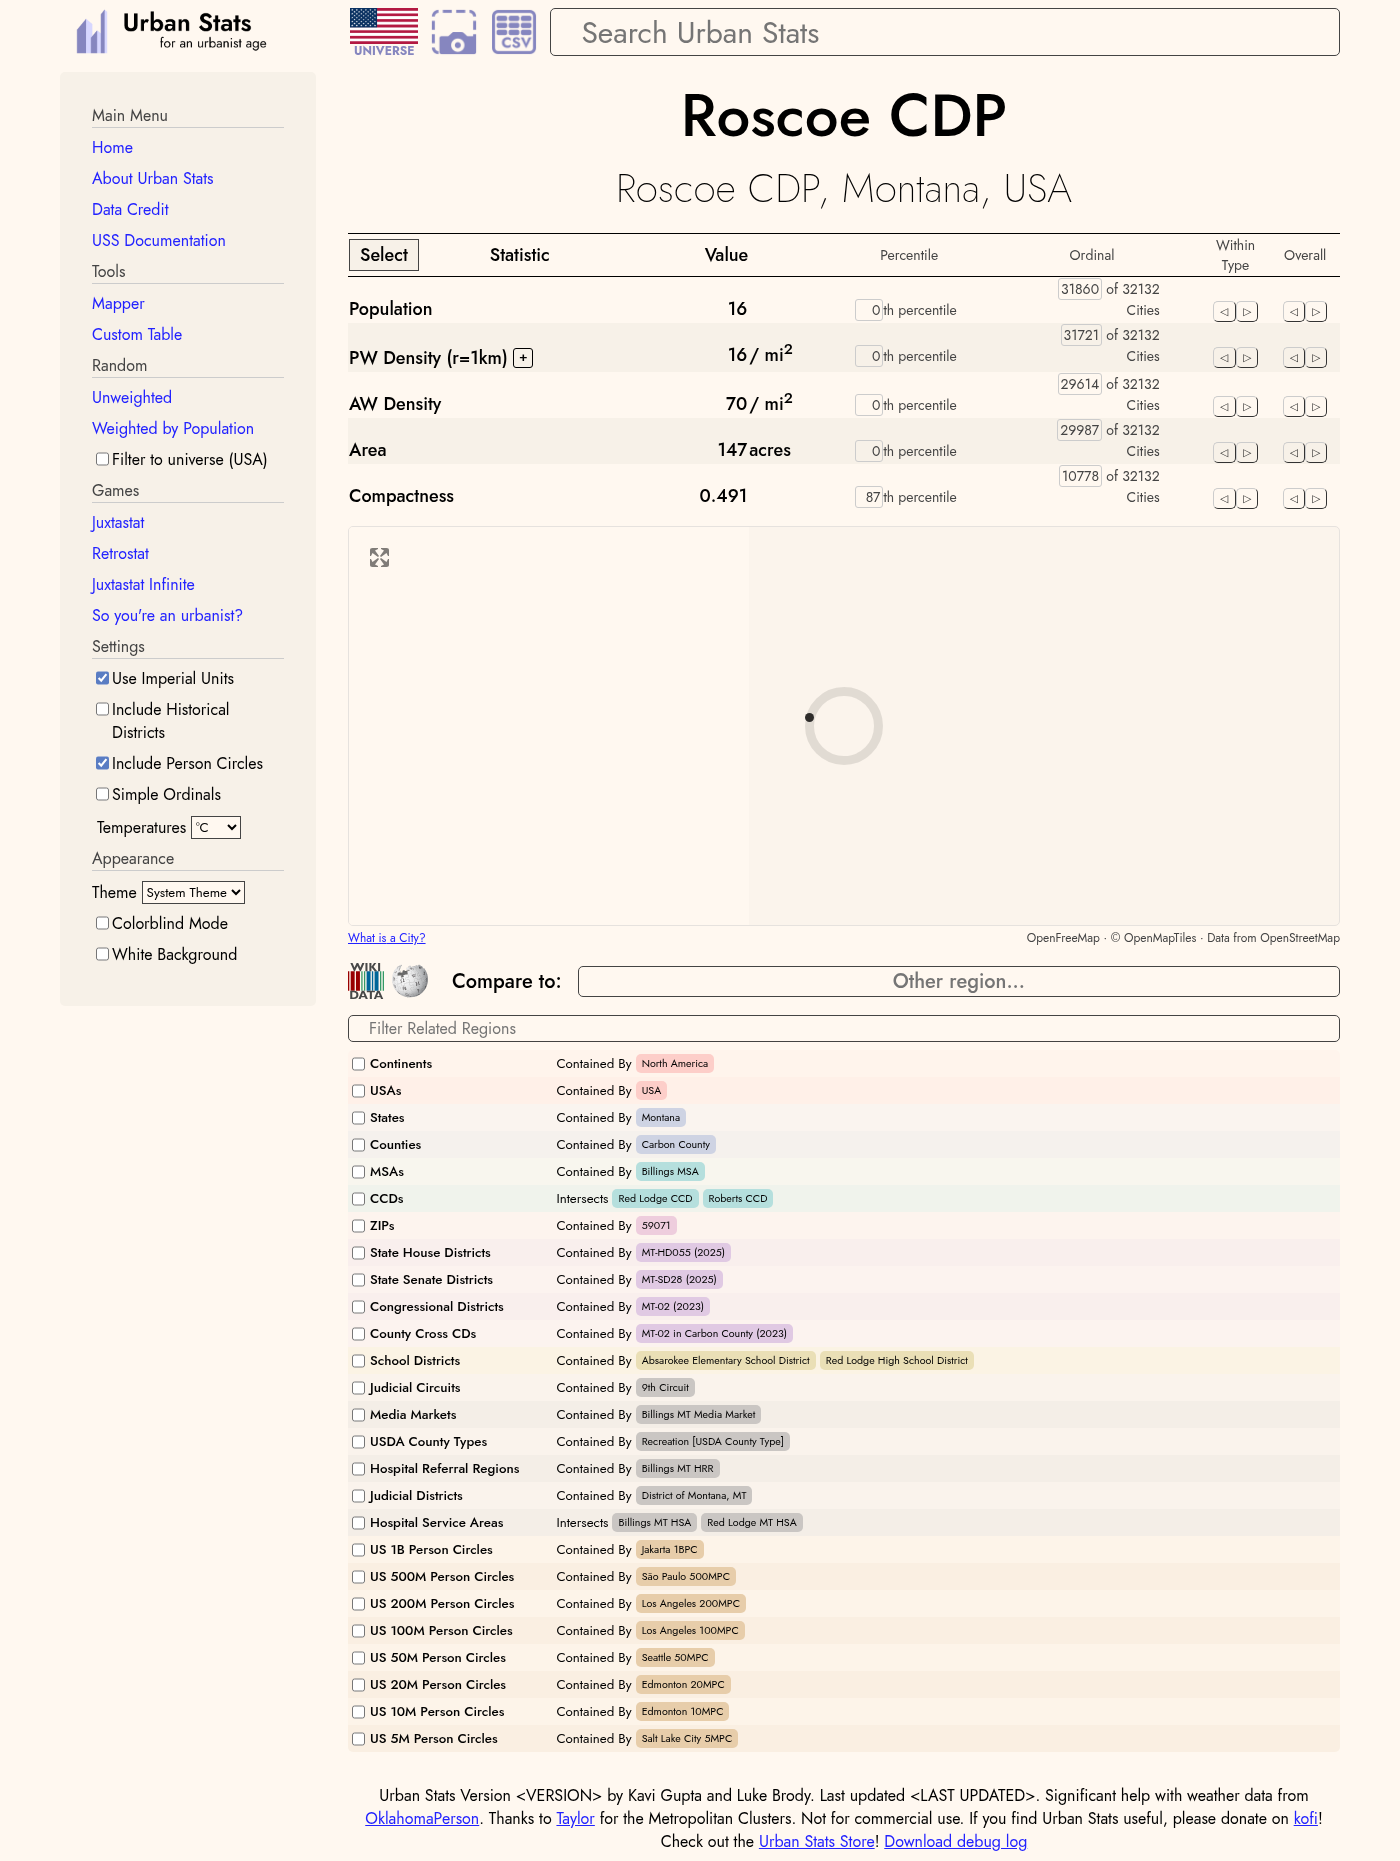 Urban Stats
for an urbanist age
UNIVERSE
CSV
Search Urban Stats
Main Menu
Home
About Urban Stats
Data Credit
USS Documentation
Tools
Mapper
Custom Table
Random
Unweighted
Weighted by Population
Filter to universe (USA)
Games
Juxtastat
Retrostat
Juxtastat Infinite
So you're an urbanist?
Settings
Use Imperial Units
Include Historical
Districts
Include Person Circles
Simple Ordinals
Temperatures °C
Appearance
Theme System Theme
Colorblind Mode
White Background
Roscoe CDP
Roscoe CDP, Montana, USA
Select Statistic Value Percentile Ordinal Within Type Overall
Population 16 0th percentile 31860 of 32132 Cities ◁ ▷ ◁ ▷
PW Density (r=1km) + 16 / mi² 0th percentile 31721 of 32132 Cities ◁ ▷ ◁ ▷
AW Density 70 / mi² 0th percentile 29614 of 32132 Cities ◁ ▷ ◁ ▷
Area 147 acres 0th percentile 29987 of 32132 Cities ◁ ▷ ◁ ▷
Compactness 0.491 87th percentile 10778 of 32132 Cities ◁ ▷ ◁ ▷
What is a City? OpenFreeMap · © OpenMapTiles · Data from OpenStreetMap
WIKI
DATA
Compare to: Other region...
Filter Related Regions
Continents Contained By North America
USAs Contained By USA
States Contained By Montana
Counties Contained By Carbon County
MSAs Contained By Billings MSA
CCDs Intersects Red Lodge CCD Roberts CCD
ZIPs Contained By 59071
State House Districts Contained By MT-HD055 (2025)
State Senate Districts Contained By MT-SD28 (2025)
Congressional Districts Contained By MT-02 (2023)
County Cross CDs Contained By MT-02 in Carbon County (2023)
School Districts Contained By Absarokee Elementary School District Red Lodge High School District
Judicial Circuits Contained By 9th Circuit
Media Markets Contained By Billings MT Media Market
USDA County Types Contained By Recreation [USDA County Type]
Hospital Referral Regions Contained By Billings MT HRR
Judicial Districts Contained By District of Montana, MT
Hospital Service Areas Intersects Billings MT HSA Red Lodge MT HSA
US 1B Person Circles Contained By Jakarta 1BPC
US 500M Person Circles Contained By São Paulo 500MPC
US 200M Person Circles Contained By Los Angeles 200MPC
US 100M Person Circles Contained By Los Angeles 100MPC
US 50M Person Circles Contained By Seattle 50MPC
US 20M Person Circles Contained By Edmonton 20MPC
US 10M Person Circles Contained By Edmonton 10MPC
US 5M Person Circles Contained By Salt Lake City 5MPC
Urban Stats Version <VERSION> by Kavi Gupta and Luke Brody. Last updated <LAST UPDATED>. Significant help with weather data from
OklahomaPerson. Thanks to Taylor for the Metropolitan Clusters. Not for commercial use. If you find Urban Stats useful, please donate on kofi!
Check out the Urban Stats Store! Download debug log